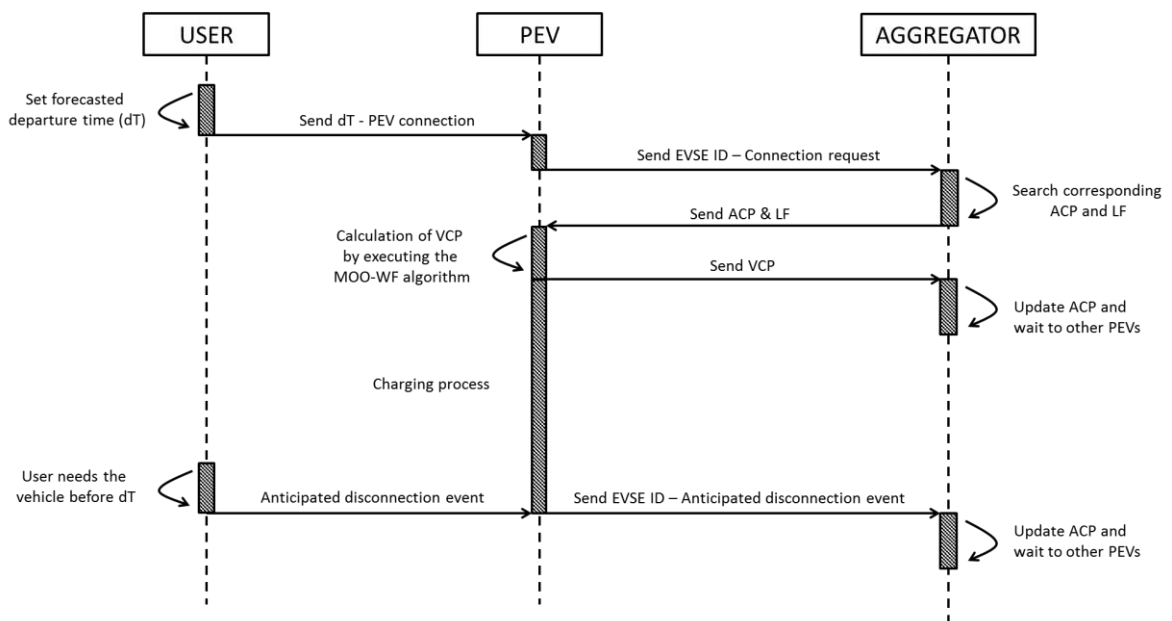 USER
PEV
AGGREGATOR
Set forecasted
departure time (dT)
Send dT - PEV connection
Send EVSE ID – Connection request
Search corresponding
ACP and LF
Send ACP & LF
Calculation of VCP
by executing the
MOO-WF algorithm
Send VCP
Update ACP and
wait to other PEVs
Charging process
User needs the
vehicle before dT
Anticipated disconnection event
Send EVSE ID – Anticipated disconnection event
Update ACP and
wait to other PEVs